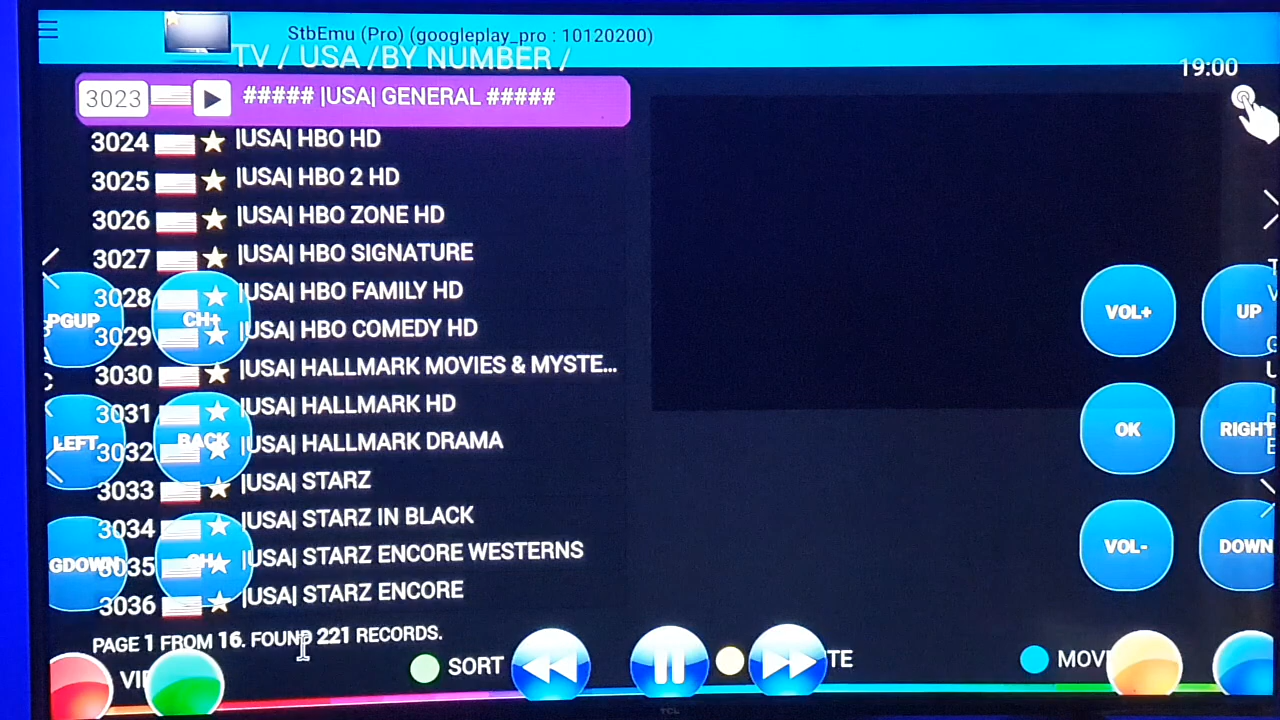 StbEmu (Pro) (googleplay_pro : 10120200)
TV / USA /BY NUMBER /
19:00
3023 ##### |USA| GENERAL #####
3024 |USA| HBO HD
3025 |USA| HBO 2 HD
3026 |USA| HBO ZONE HD
3027 |USA| HBO SIGNATURE
3028 |USA| HBO FAMILY HD
3029 |USA| HBO COMEDY HD
3030 |USA| HALLMARK MOVIES & MYSTE...
3031 |USA| HALLMARK HD
3032 |USA| HALLMARK DRAMA
3033 |USA| STARZ
3034 |USA| STARZ IN BLACK
3035 |USA| STARZ ENCORE WESTERNS
3036 |USA| STARZ ENCORE
PGUP CH+
LEFT BACK
GDOWN
VOL+ UP
OK RIGHT
VOL- DOWN
PAGE 1 FROM 16. FOUND 221 RECORDS.
SORT
TE
MOV
TCL